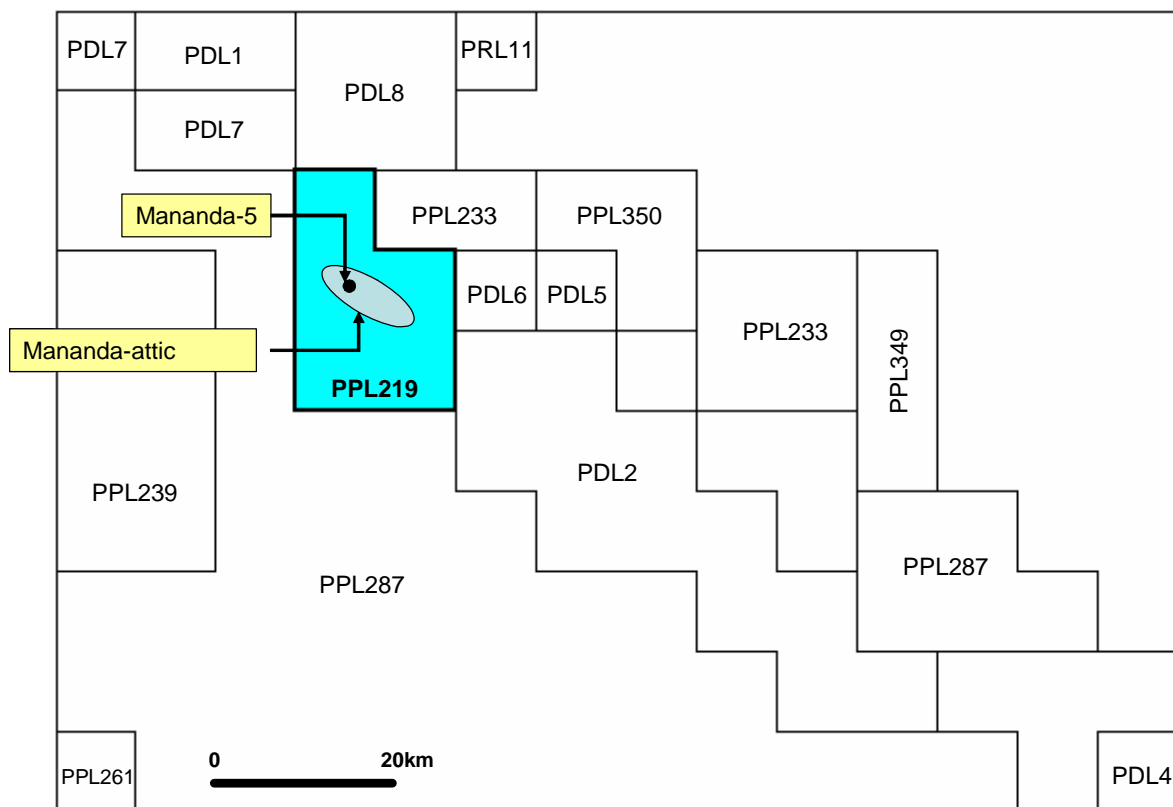 PDL7
PDL1
PRL11
PDL8
PDL7
Mananda-5
PPL233
PPL350
PDL6
PDL5
PPL233
Mananda-attic
PPL349
PPL219
PDL2
PPL239
PPL287
PPL287
0
20km
PPL261
PDL4